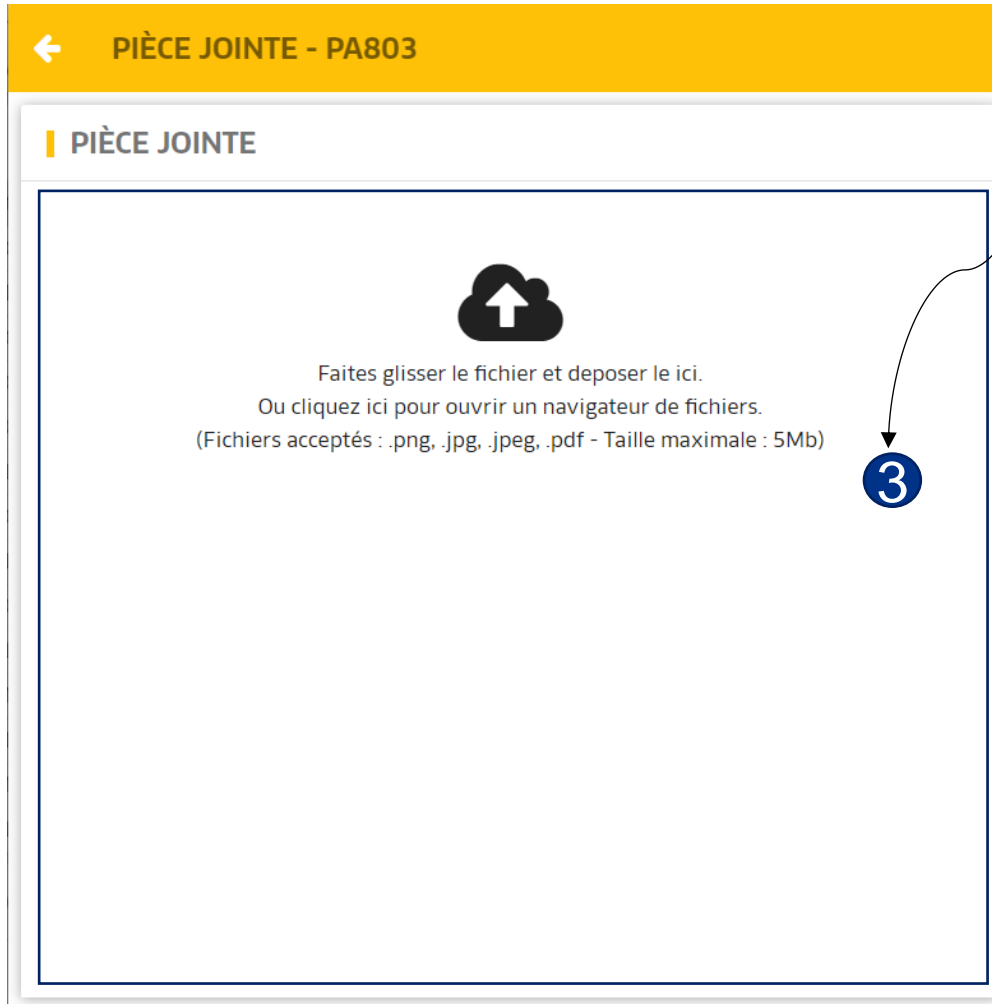 PIÈCE JOINTE - PA803
PIÈCE JOINTE
Faites glisser le fichier et deposer le ici.
Ou cliquez ici pour ouvrir un navigateur de fichiers.
(Fichiers acceptés : .png, .jpg, .jpeg, .pdf - Taille maximale : 5Mb)
3